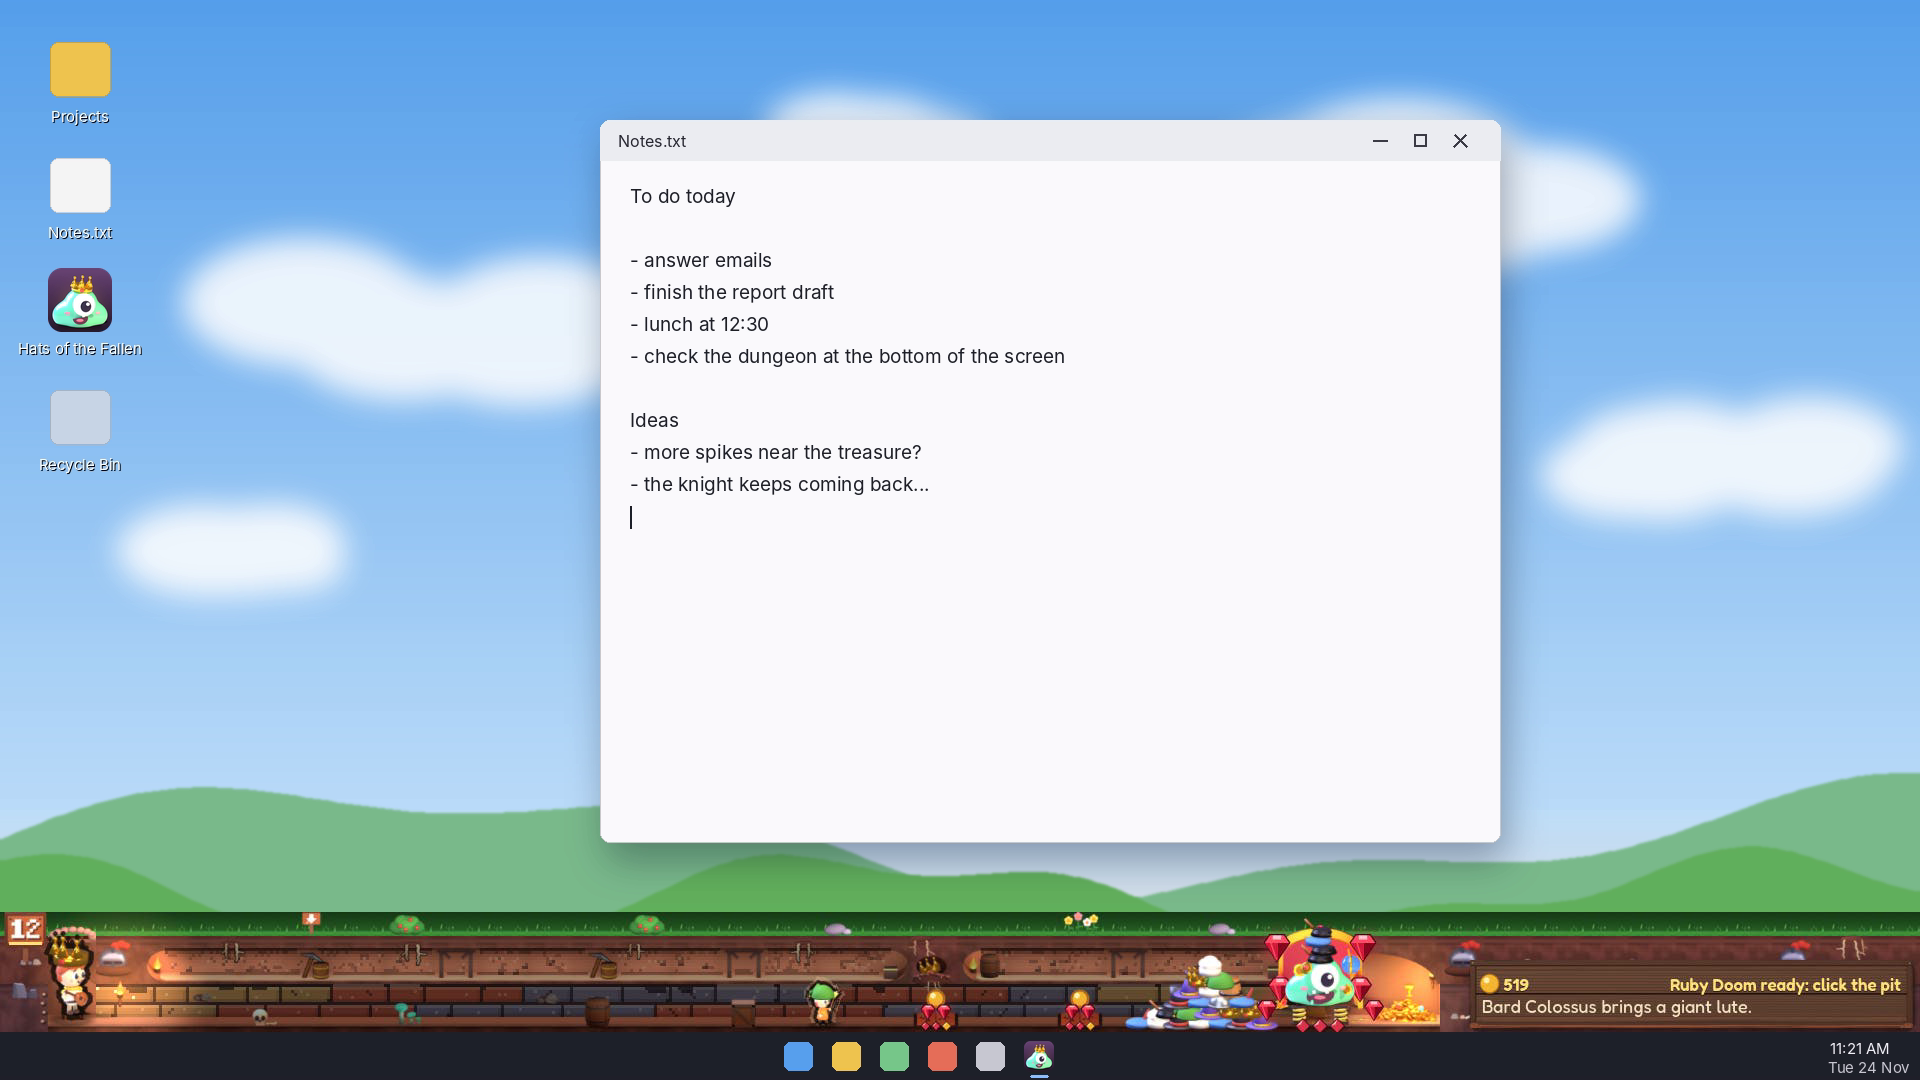 Projects
Notes.txt
Hats of the Fallen
Recycle Bin
Notes.txt
To do today
- answer emails
- finish the report draft
- lunch at 12:30
- check the dungeon at the bottom of the screen
Ideas
- more spikes near the treasure?
- the knight keeps coming back...
12
519
Ruby Doom ready: click the pit
Bard Colossus brings a giant lute.
11:21 AM
Tue 24 Nov